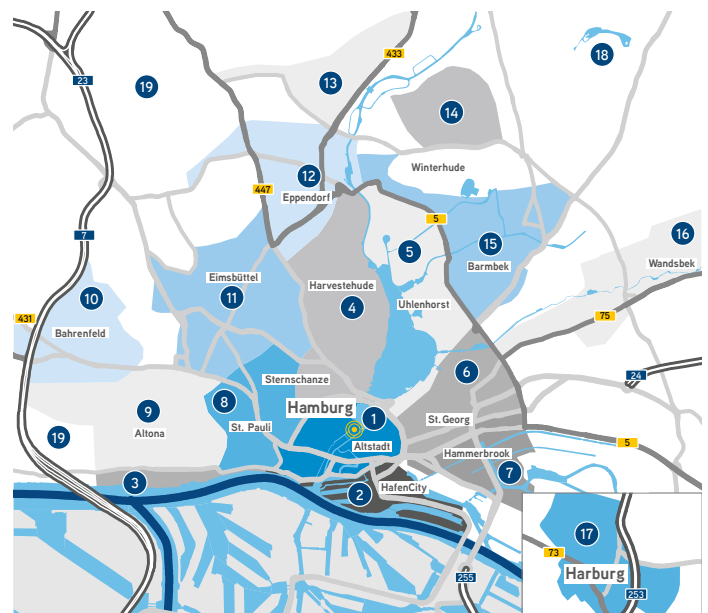 433
18
23
13
19
14
Winterhude
12
447
Eppendorf
5
5
16
7
15
Wandsbek
Barmbek
Eimsbüttel
10
11
Harvestehude
4
Uhlenhorst
431
Bahrenfeld
75
6
24
Sternschanze
8
9
Hamburg
1
St. Georg
19
Altona
St. Pauli
Altstadt
5
Hammerbrook
7
3
2
HafenCity
17
73
Harburg
255
253